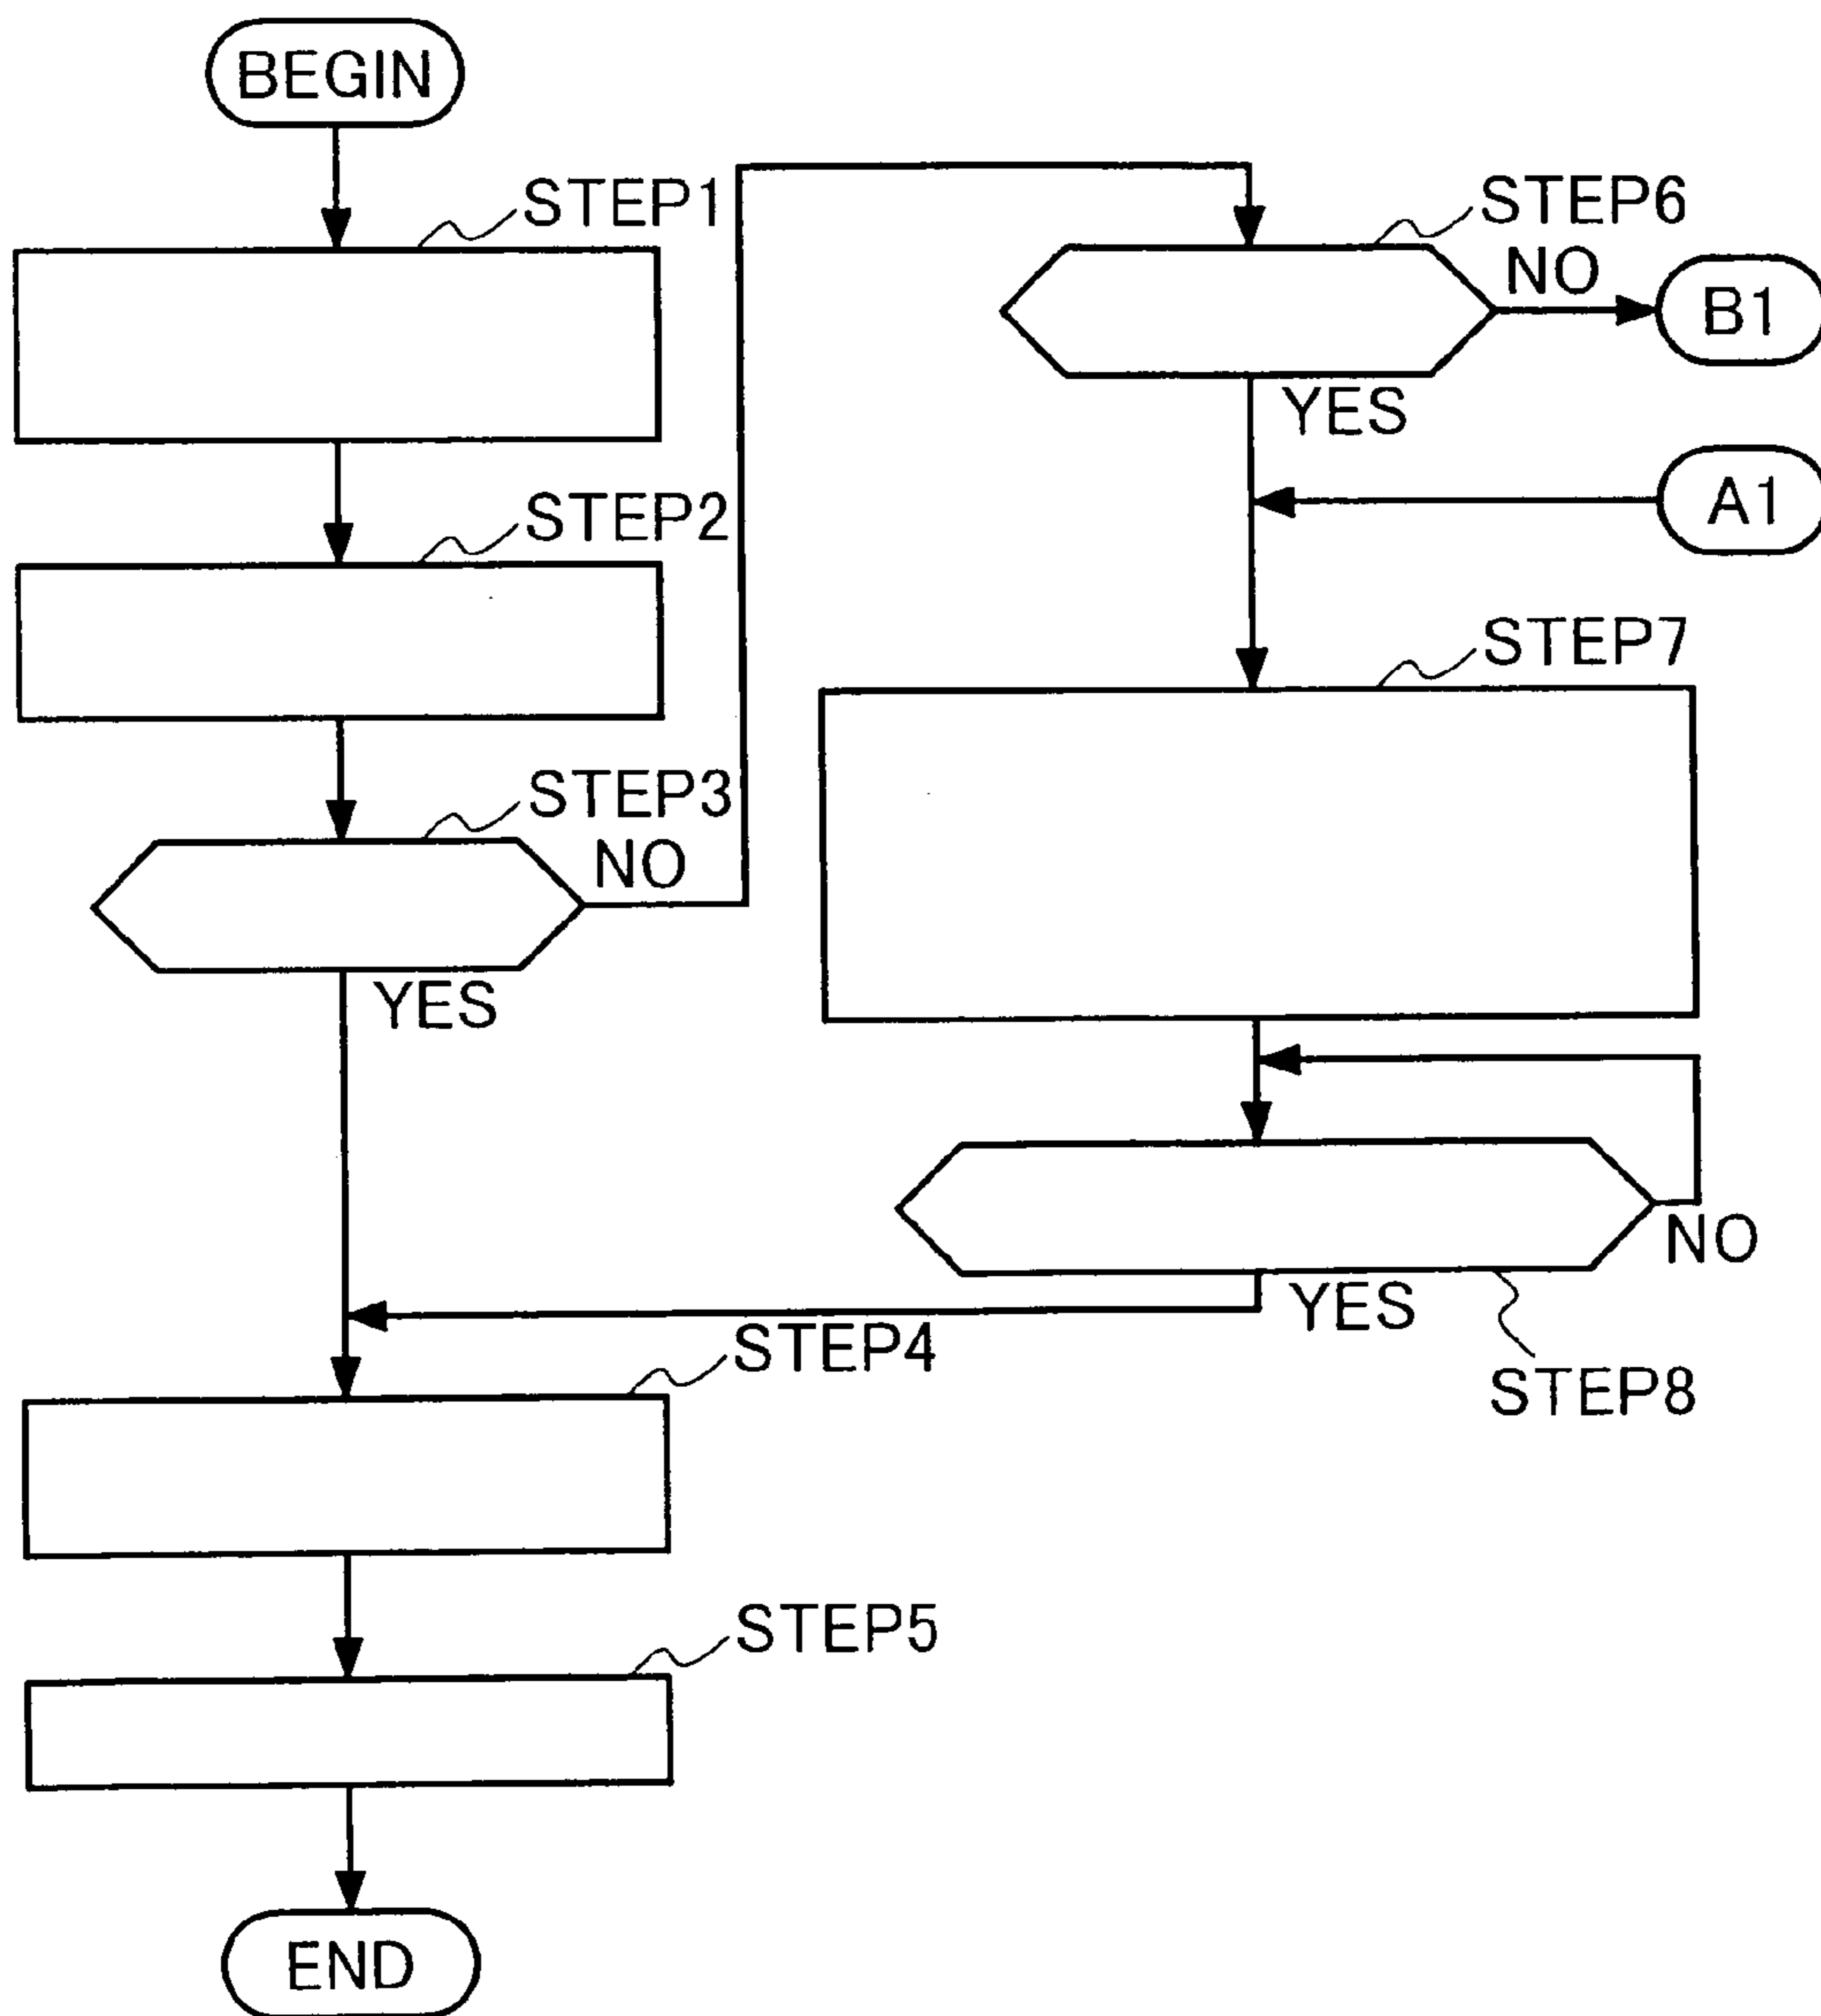 BEGIN
STEP1
STEP2
STEP3
NO
YES
STEP4
STEP5
END
STEP6
NO
B1
YES
A1
STEP7
NO
YES
STEP8